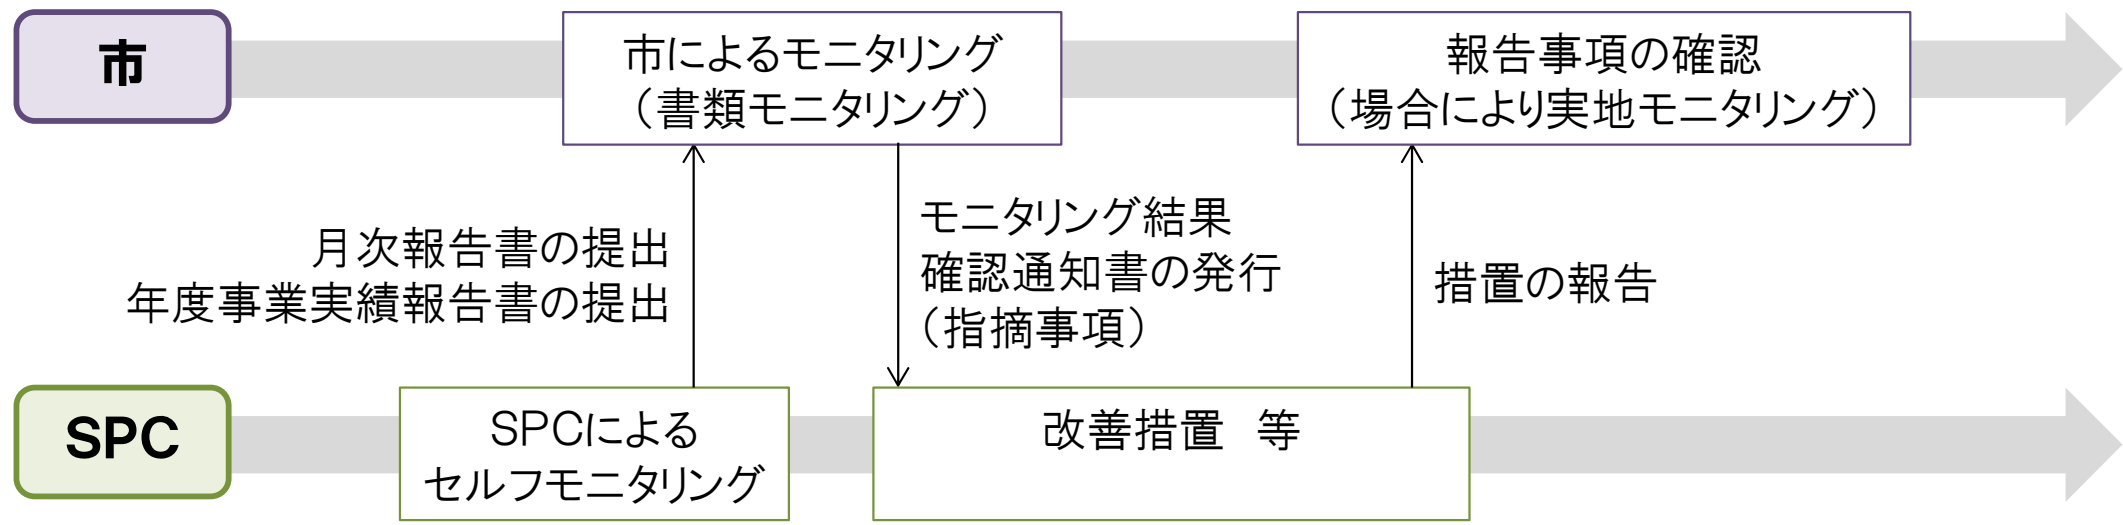 市
市によるモニタリング
（書類モニタリング）
報告事項の確認
（場合により実地モニタリング）
月次報告書の提出
年度事業実績報告書の提出
モニタリング結果
確認通知書の発行
（指摘事項）
措置の報告
SPC
SPCによる
セルフモニタリング
改善措置　等